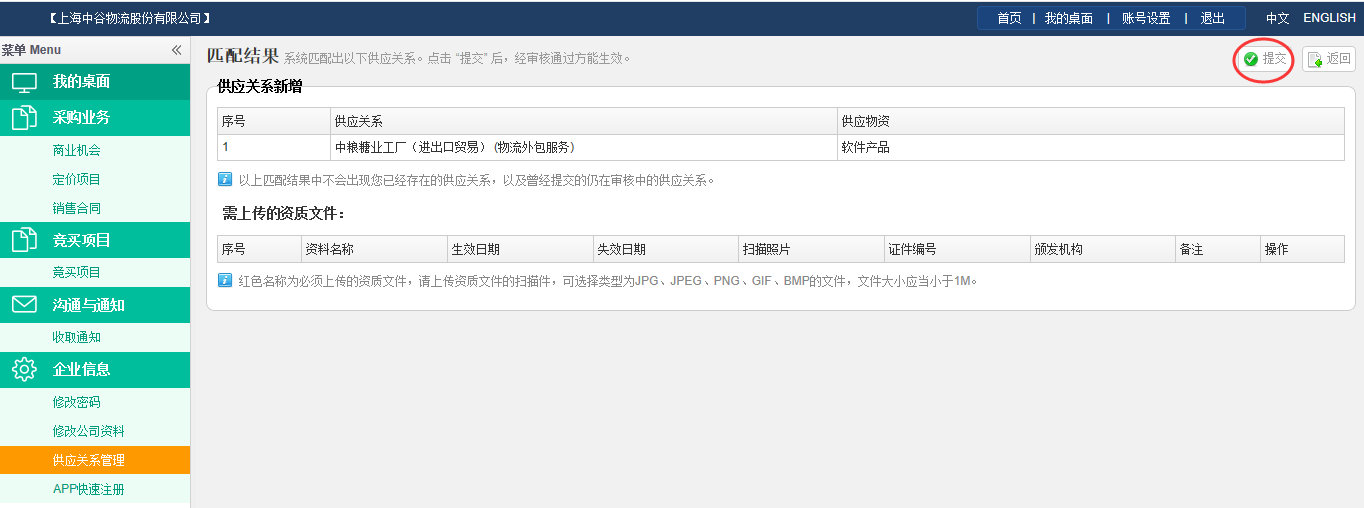 【上海中谷物流股份有限公司】
首页 | 我的桌面 | 账号设置 | 退出 中文 ENGLISH
菜单 Menu
我的桌面
采购业务
商业机会
定价项目
销售合同
竞买项目
竞买项目
沟通与通知
收取通知
企业信息
修改密码
修改公司资料
供应关系管理
APP快速注册
匹配结果 系统匹配出以下供应关系。点击 “提交” 后，经审核通过方能生效。
提交 返回
供应关系新增
序号 供应关系 供应物资
1 中粮糖业工厂（进出口贸易） (物流外包服务) 软件产品
以上匹配结果中不会出现您已经存在的供应关系，以及曾经提交的仍在审核中的供应关系。
需上传的资质文件：
序号 资料名称 生效日期 失效日期 扫描照片 证件编号 颁发机构 备注 操作
红色名称为必须上传的资质文件，请上传资质文件的扫描件，可选择类型为JPG、JPEG、PNG、GIF、BMP的文件，文件大小应当小于1M。